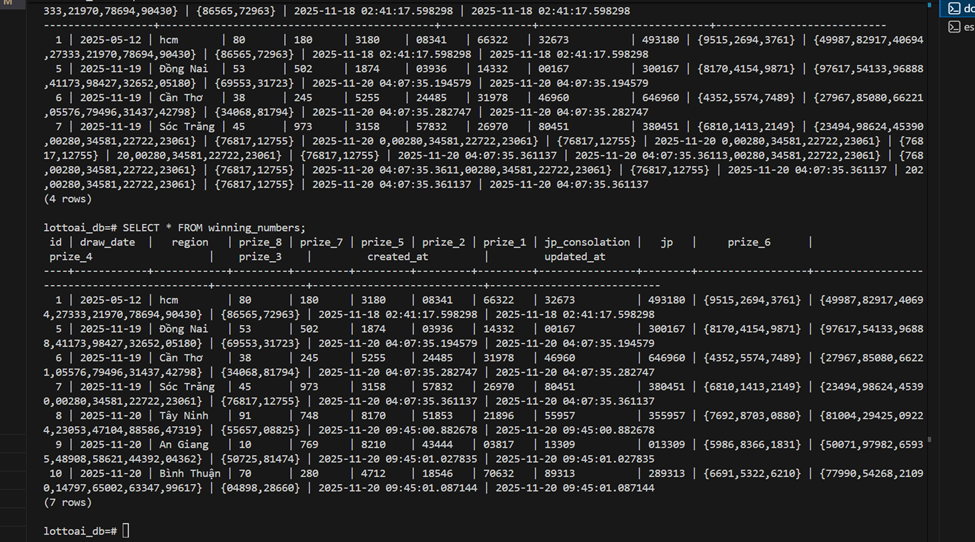 333,21970,78694,90430} | {86565,72963} | 2025-11-18 02:41:17.598298 | 2025-11-18 02:41:17.598298
1 | 2025-05-12 | hcm | 80 | 180 | 3180 | 08341 | 66322 | 32673 | 493180 | {9515,2694,3761} | {49987,82917,40694
,27333,21970,78694,90430} | {86565,72963} | 2025-11-18 02:41:17.598298 | 2025-11-18 02:41:17.598298
5 | 2025-11-19 | Đồng Nai | 53 | 502 | 1874 | 03936 | 14332 | 00167 | 300167 | {8170,4154,9871} | {97617,54133,96888
,41173,98427,32652,05180} | {69553,31723} | 2025-11-20 04:07:35.194579 | 2025-11-20 04:07:35.194579
6 | 2025-11-19 | Cần Thơ | 38 | 245 | 5255 | 24485 | 31978 | 46960 | 646960 | {4352,5574,7489} | {27967,85080,66221
,05576,79496,31437,42798} | {34068,81794} | 2025-11-20 04:07:35.282747 | 2025-11-20 04:07:35.282747
7 | 2025-11-19 | Sóc Trăng | 45 | 973 | 3158 | 57832 | 26970 | 80451 | 380451 | {6810,1413,2149} | {23494,98624,45390
,00280,34581,22722,23061} | {76817,12755} | 2025-11-20 0,00280,34581,22722,23061} | {76817,12755} | 2025-11-20 0,00280,34581,22722,23061} | {768
17,12755} | 20,00280,34581,22722,23061} | {76817,12755} | 2025-11-20 04:07:35.361137 | 2025-11-20 04:07:35.36113,00280,34581,22722,23061} | {768
,00280,34581,22722,23061} | {76817,12755} | 2025-11-20 04:07:35.3611,00280,34581,22722,23061} | {76817,12755} | 2025-11-20 04:07:35.361137 | 202
,00280,34581,22722,23061} | {76817,12755} | 2025-11-20 04:07:35.361137 | 2025-11-20 04:07:35.361137
(4 rows)
lottoai_db=# SELECT * FROM winning_numbers;
id | draw_date | region | prize_8 | prize_7 | prize_5 | prize_2 | prize_1 | jp_consolation | jp | prize_6 |
prize_4 | prize_3 | created_at | updated_at
1 | 2025-05-12 | hcm | 80 | 180 | 3180 | 08341 | 66322 | 32673 | 493180 | {9515,2694,3761} | {49987,82917,4069
4,27333,21970,78694,90430} | {86565,72963} | 2025-11-18 02:41:17.598298 | 2025-11-18 02:41:17.598298
5 | 2025-11-19 | Đồng Nai | 53 | 502 | 1874 | 03936 | 14332 | 00167 | 300167 | {8170,4154,9871} | {97617,54133,9688
8,41173,98427,32652,05180} | {69553,31723} | 2025-11-20 04:07:35.194579 | 2025-11-20 04:07:35.194579
6 | 2025-11-19 | Cần Thơ | 38 | 245 | 5255 | 24485 | 31978 | 46960 | 646960 | {4352,5574,7489} | {27967,85080,6622
1,05576,79496,31437,42798} | {34068,81794} | 2025-11-20 04:07:35.282747 | 2025-11-20 04:07:35.282747
7 | 2025-11-19 | Sóc Trăng | 45 | 973 | 3158 | 57832 | 26970 | 80451 | 380451 | {6810,1413,2149} | {23494,98624,4539
0,00280,34581,22722,23061} | {76817,12755} | 2025-11-20 04:07:35.361137 | 2025-11-20 04:07:35.361137
8 | 2025-11-20 | Tây Ninh | 91 | 748 | 8170 | 51853 | 21896 | 55957 | 355957 | {7692,8703,0880} | {81004,29425,0922
4,23053,47104,88586,47319} | {55657,08825} | 2025-11-20 09:45:00.882678 | 2025-11-20 09:45:00.882678
9 | 2025-11-20 | An Giang | 10 | 769 | 8210 | 43444 | 03817 | 13309 | 013309 | {5986,8366,1831} | {50071,97982,6593
5,48908,58621,44392,04362} | {50725,81474} | 2025-11-20 09:45:01.027835 | 2025-11-20 09:45:01.027835
10 | 2025-11-20 | Bình Thuận | 70 | 280 | 4712 | 18546 | 70632 | 89313 | 289313 | {6691,5322,6210} | {77990,54268,2109
0,14797,65002,63347,99617} | {04898,28660} | 2025-11-20 09:45:01.087144 | 2025-11-20 09:45:01.087144
(7 rows)
lottoai_db=#